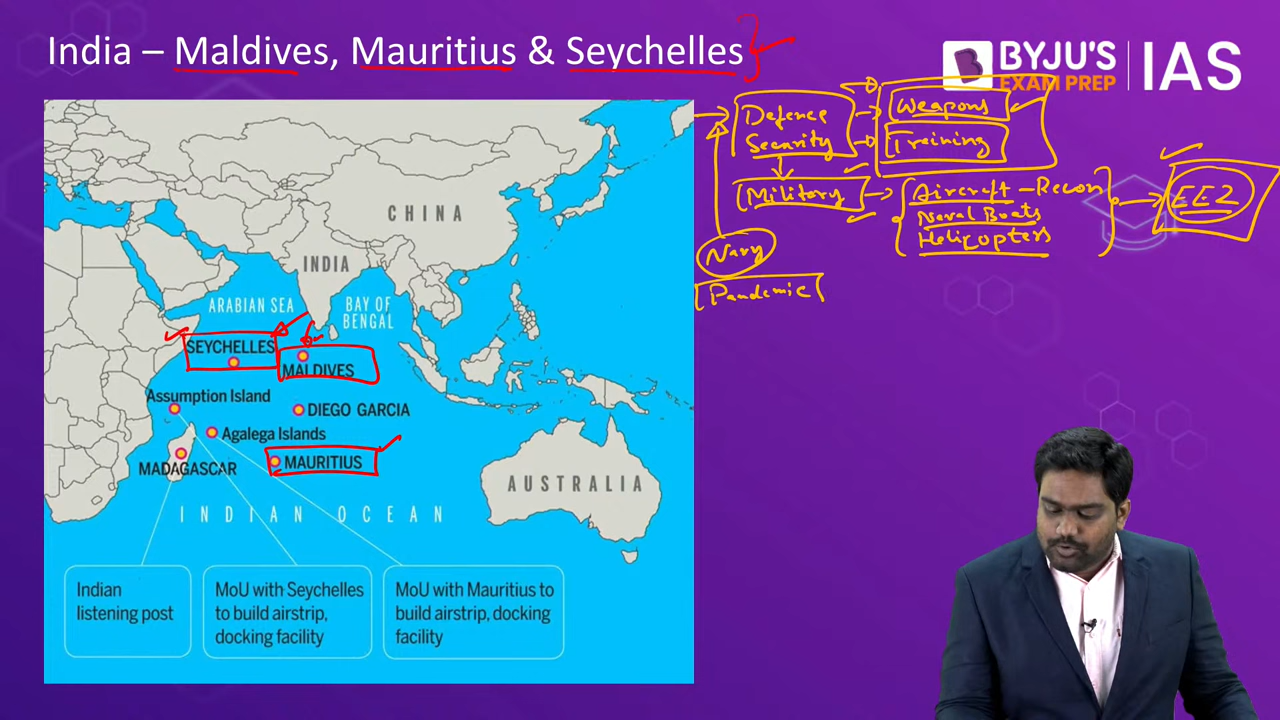 India – Maldives, Mauritius & Seychelles
BYJU'S
EXAM PREP
IAS
Defence
Security
Weapons
Training
Military
Aircraft - Recon
Naval Boats
Helicopters
EEZ
Navy
Pandemic
CHINA
INDIA
ARABIAN SEA
BAY OF
BENGAL
SEYCHELLES
MALDIVES
Assumption Island
DIEGO GARCIA
Agalega Islands
MADAGASCAR
MAURITIUS
AUSTRALIA
INDIAN OCEAN
Indian
listening post
MoU with Seychelles
to build airstrip,
docking facility
MoU with Mauritius to
build airstrip, docking
facility